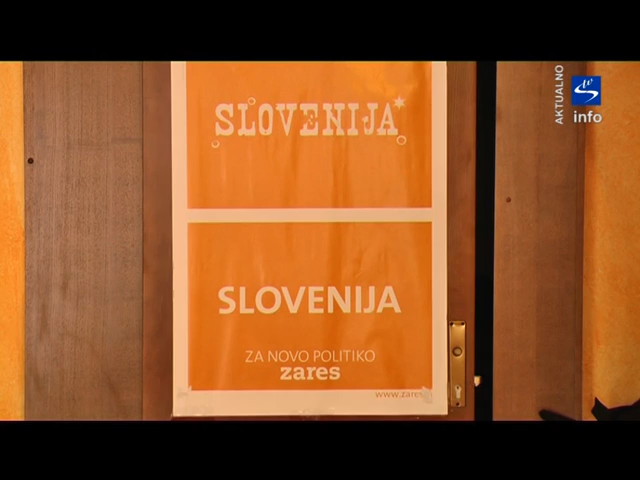 SLOVENIJA
SLOVENIJA
ZA NOVO POLITIKO
zares
AKTUALNO
info